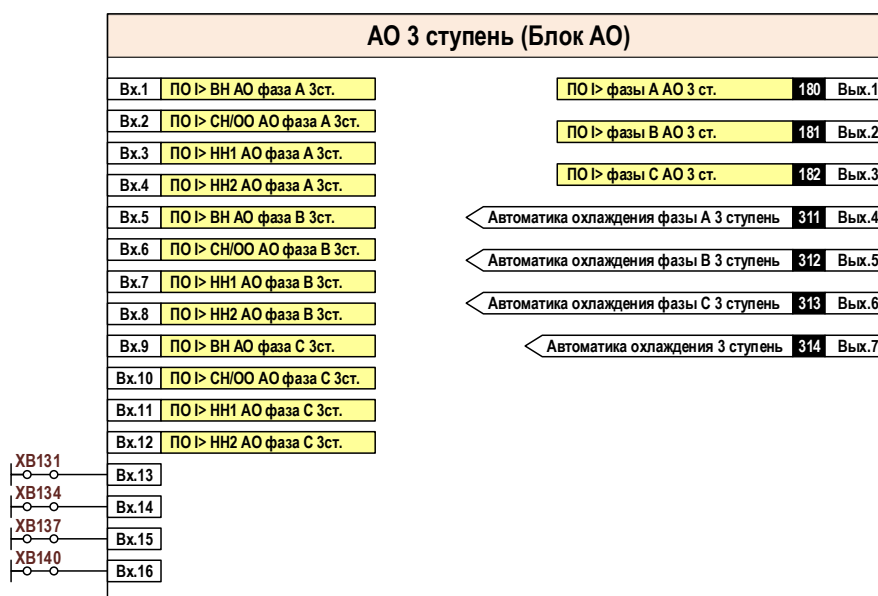 АО 3 ступень (Блок АО)
Вх.1 ПО I> ВН АО фаза А 3ст.
Вх.2 ПО I> СН/ОО АО фаза А 3ст.
Вх.3 ПО I> НН1 АО фаза А 3ст.
Вх.4 ПО I> НН2 АО фаза А 3ст.
Вх.5 ПО I> ВН АО фаза В 3ст.
Вх.6 ПО I> СН/ОО АО фаза В 3ст.
Вх.7 ПО I> НН1 АО фаза В 3ст.
Вх.8 ПО I> НН2 АО фаза В 3ст.
Вх.9 ПО I> ВН АО фаза С 3ст.
Вх.10 ПО I> СН/ОО АО фаза С 3ст.
Вх.11 ПО I> НН1 АО фаза С 3ст.
Вх.12 ПО I> НН2 АО фаза С 3ст.
XB131
Вх.13
XB134
Вх.14
XB137
Вх.15
XB140
Вх.16
ПО I> фазы А АО 3 ст. 180 Вых.1
ПО I> фазы В АО 3 ст. 181 Вых.2
ПО I> фазы С АО 3 ст. 182 Вых.3
Автоматика охлаждения фазы А 3 ступень 311 Вых.4
Автоматика охлаждения фазы В 3 ступень 312 Вых.5
Автоматика охлаждения фазы С 3 ступень 313 Вых.6
Автоматика охлаждения 3 ступень 314 Вых.7